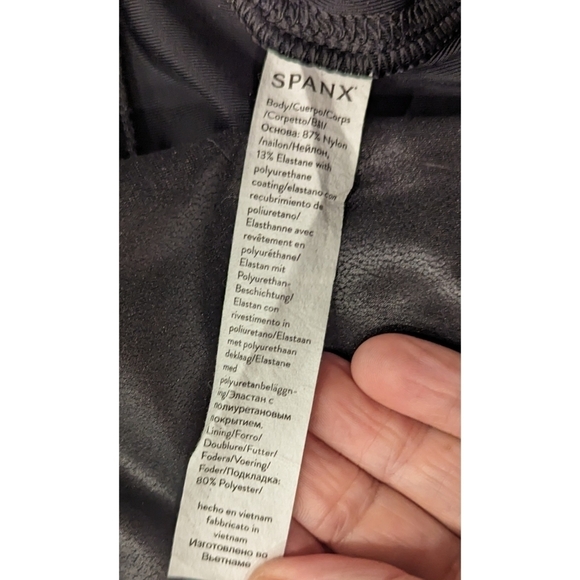 SPANX
Body/Cuerpo/Corps
/Corpetto/Bll/
Основа: 87% Nylon
/nailon/Нейлон,
13% Elastane with
polyurethane
coating/elastano con
recubrimiento de
poliuretano/
Elasthanne avec
revêtement en
polyuréthane/
Elastan mit
Polyurethan-
Beschichtung/
Elastan con
rivestimento in
poliuretano/Elastaan
met polyurethaan
deklaag/Elastane
med
polyuretanbeläggn-
ing/Эластан с
полиуретановым
покрытием,
Lining/Forro/
Doublure/Futter/
Fodera/Voering/
Foder/Подкладка:
80% Polyester/
hecho en vietnam
fabbricato in
vietnam
Изготовлено во
Вьетнаме